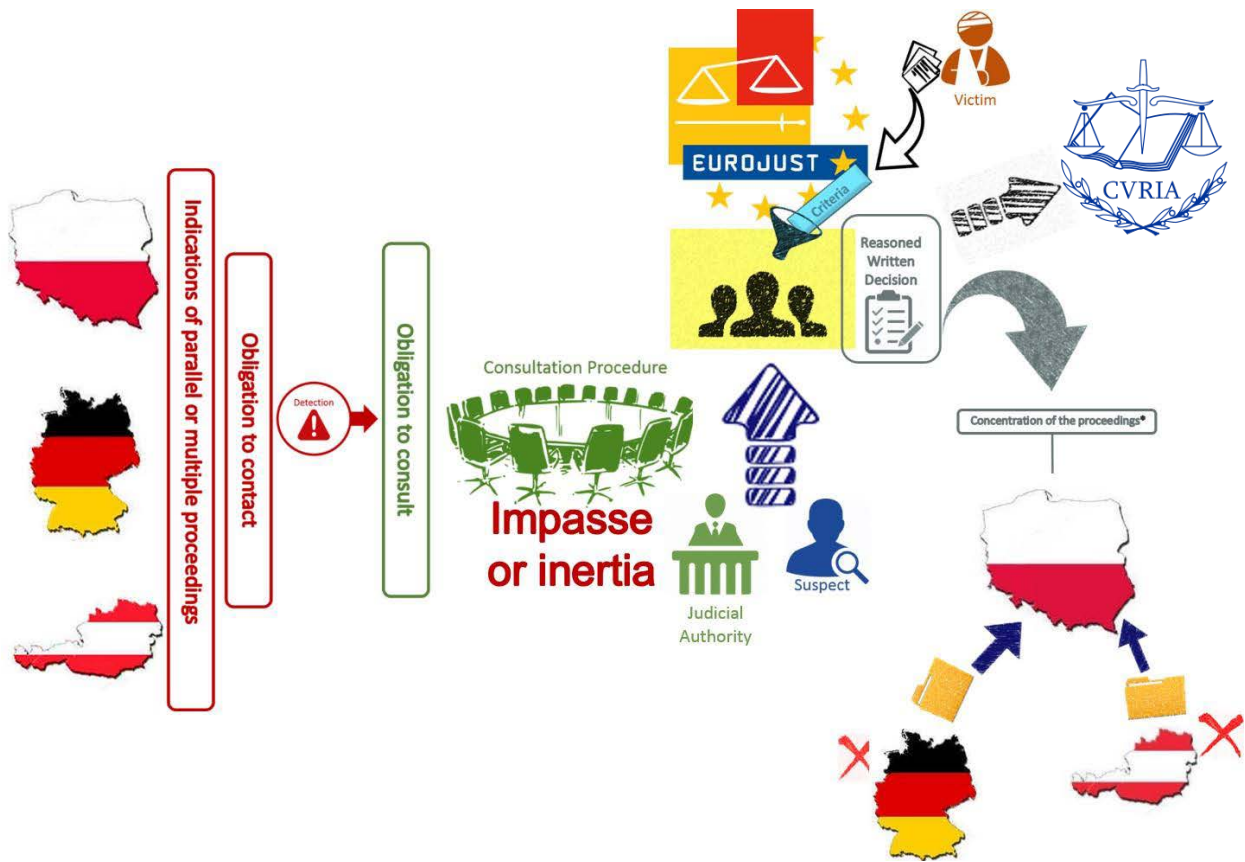 Indications of parallel or multiple proceedings
Obligation to contact
Detection
Obligation to consult
Consultation Procedure
Impasse
or inertia
Judicial
Authority
Suspect
EUROJUST
Criteria
Victim
Reasoned
Written
Decision
CVRIA
Concentration of the proceedings*